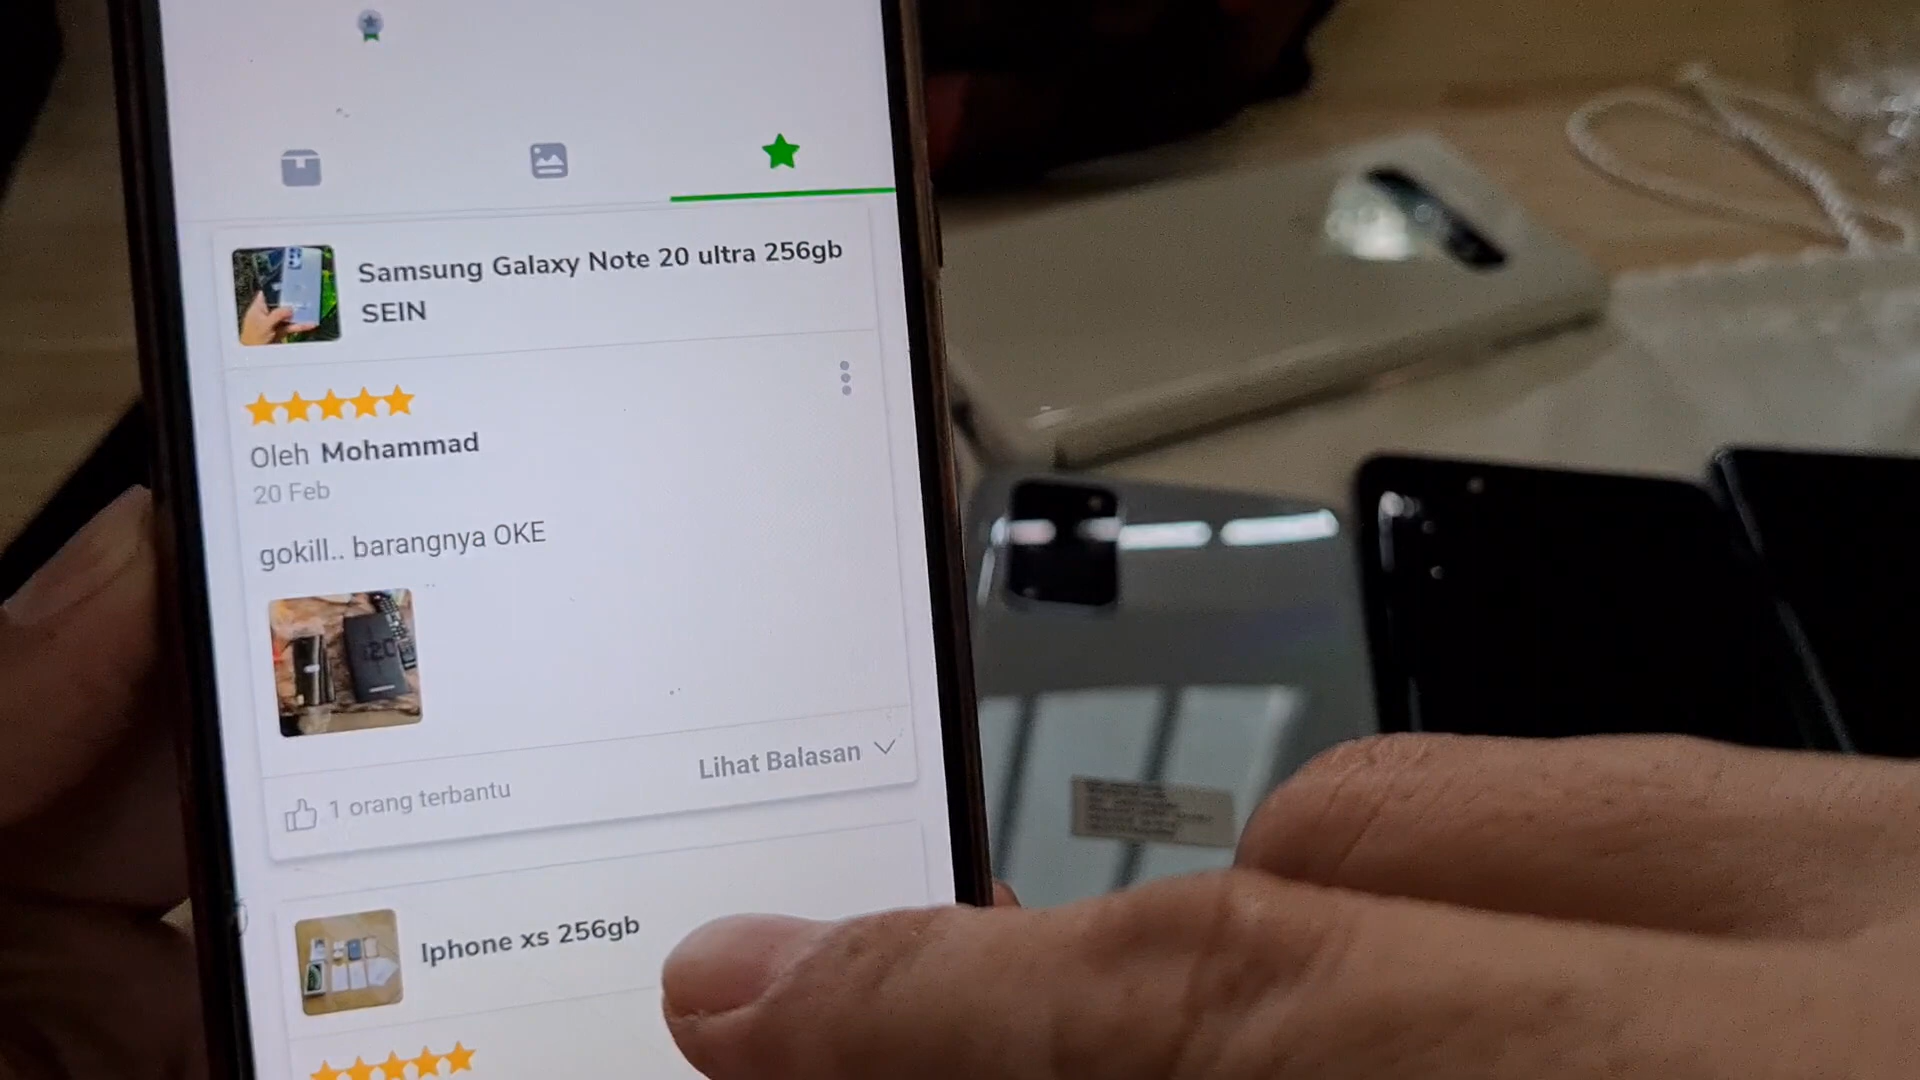 Samsung Galaxy Note 20 ultra 256gb
SEIN
Oleh Mohammad
20 Feb
gokill.. barangnya OKE
Lihat Balasan
1 orang terbantu
Iphone xs 256gb